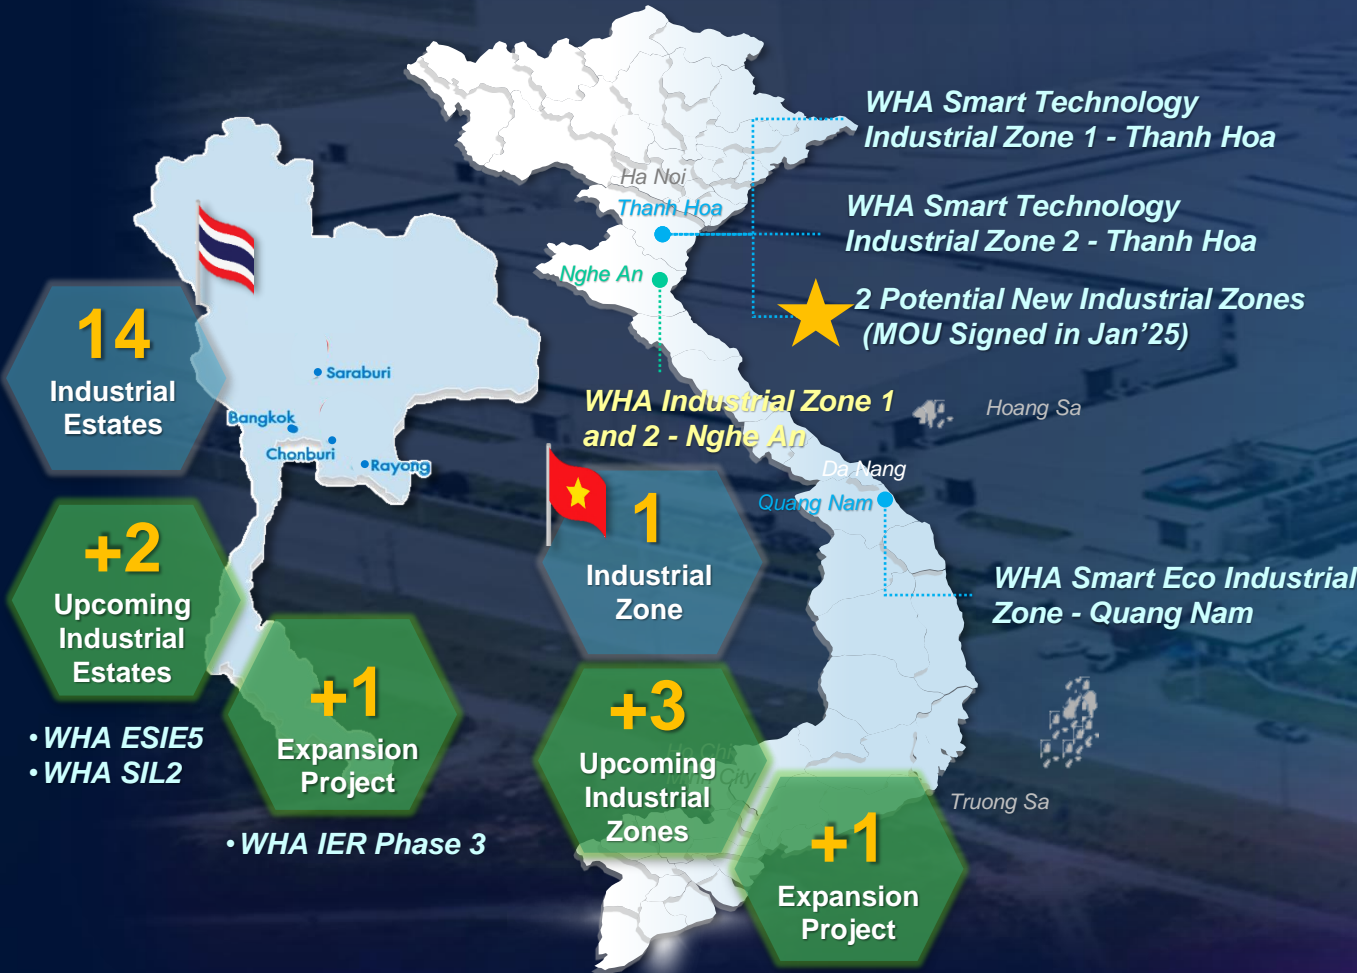 WHA Smart Technology
Industrial Zone 1 - Thanh Hoa
Ha Noi
Thanh Hoa
WHA Smart Technology
Industrial Zone 2 - Thanh Hoa
Nghe An
2 Potential New Industrial Zones
(MOU Signed in Jan'25)
14
Industrial
Estates
Saraburi
Bangkok
Chonburi
Rayong
WHA Industrial Zone 1
and 2 - Nghe An
Hoang Sa
Da Nang
Quang Nam
+2
Upcoming
Industrial
Estates
1
Industrial
Zone
WHA Smart Eco Industrial
Zone - Quang Nam
• WHA ESIE5
• WHA SIL2
+1
Expansion
Project
• WHA IER Phase 3
+3
Upcoming
Industrial
Zones
Ho Chi
Minh City
Truong Sa
+1
Expansion
Project